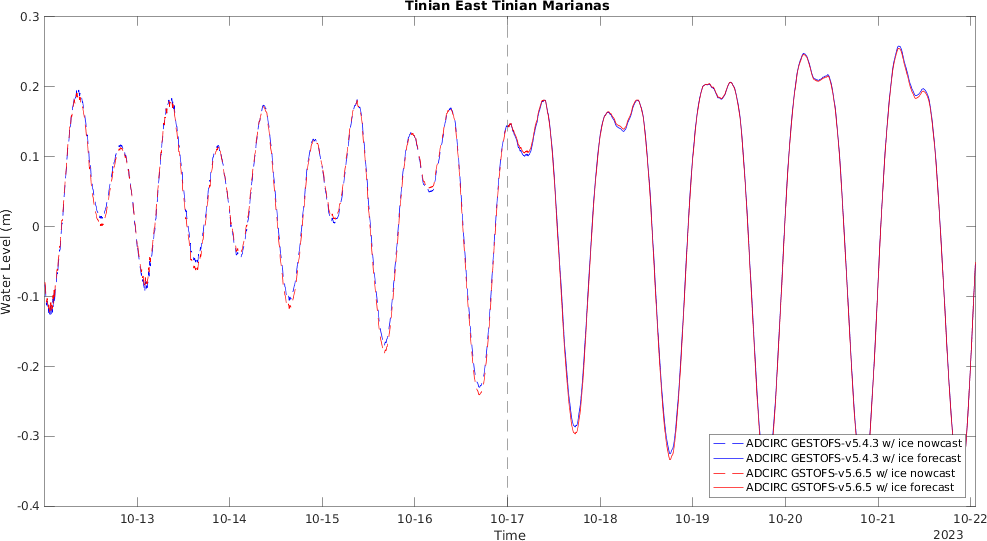 Tinian East Tinian Marianas
0.3
0.2
0.1
0
-0.1
-0.2
-0.3
-0.4
Water Level (m)
ADCIRC GESTOFS-v5.4.3 w/ ice nowcast
ADCIRC GESTOFS-v5.4.3 w/ ice forecast
ADCIRC GSTOFS-v5.6.5 w/ ice nowcast
ADCIRC GSTOFS-v5.6.5 w/ ice forecast
10-13 10-14 10-15 10-16 10-17 10-18 10-19 10-20 10-21 10-22
Time
2023